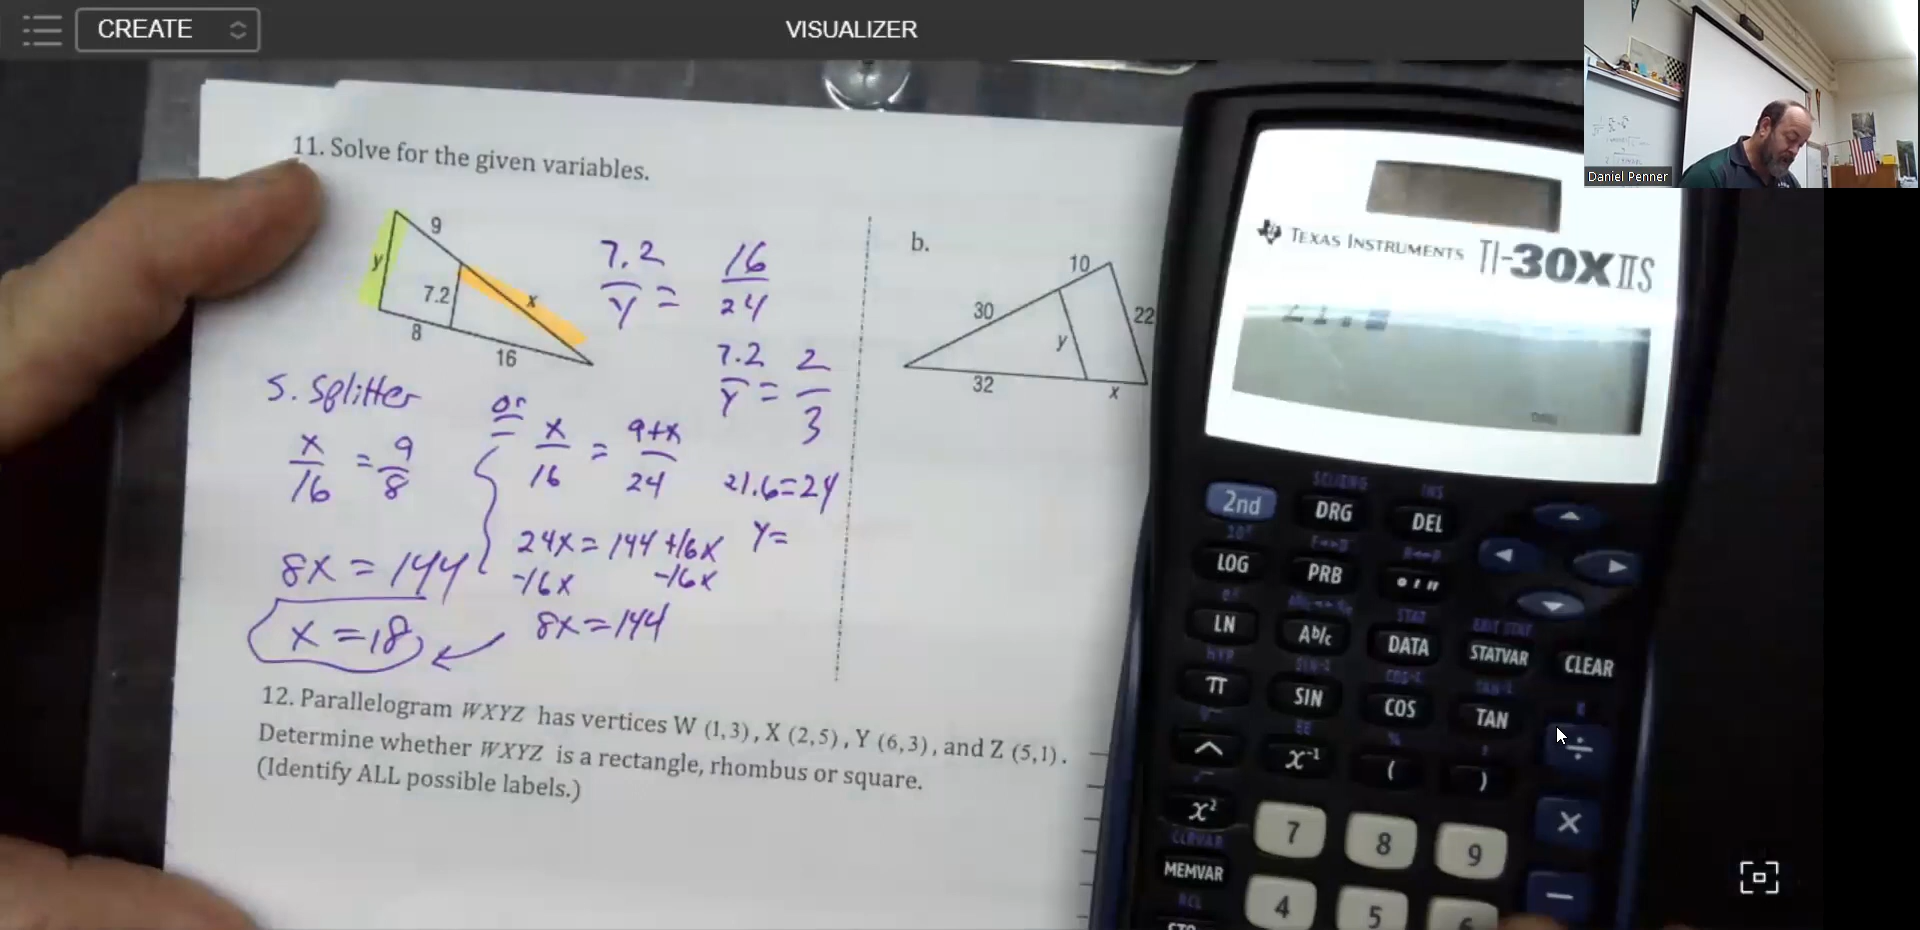 CREATE
VISUALIZER
Daniel Penner
11. Solve for the given variables.
9
y
7.2
x
8
16
7.2
y
=
16
24
7.2
y
=
2
3
21.6=2y
y=
s. splitter
x
16
=
9
8
8x = 144
x = 18
or
x
16
=
9+x
24
24x = 144 +16x
-16x
-16x
8x = 144
b.
10
30
22
y
32
x
12. Parallelogram WXYZ has vertices W (1,3), X (2,5), Y (6,3), and Z (5,1).
Determine whether WXYZ is a rectangle, rhombus or square.
(Identify ALL possible labels.)
TEXAS INSTRUMENTS TI-30X IIS
21.
2nd
DRG
DEL
LOG
PRB
LN
Ab/c
DATA
STATVAR
CLEAR
π
SIN
COS
TAN
÷
^
x⁻¹
(
)
x²
7
8
9
×
MEMVAR
4
5
6
−